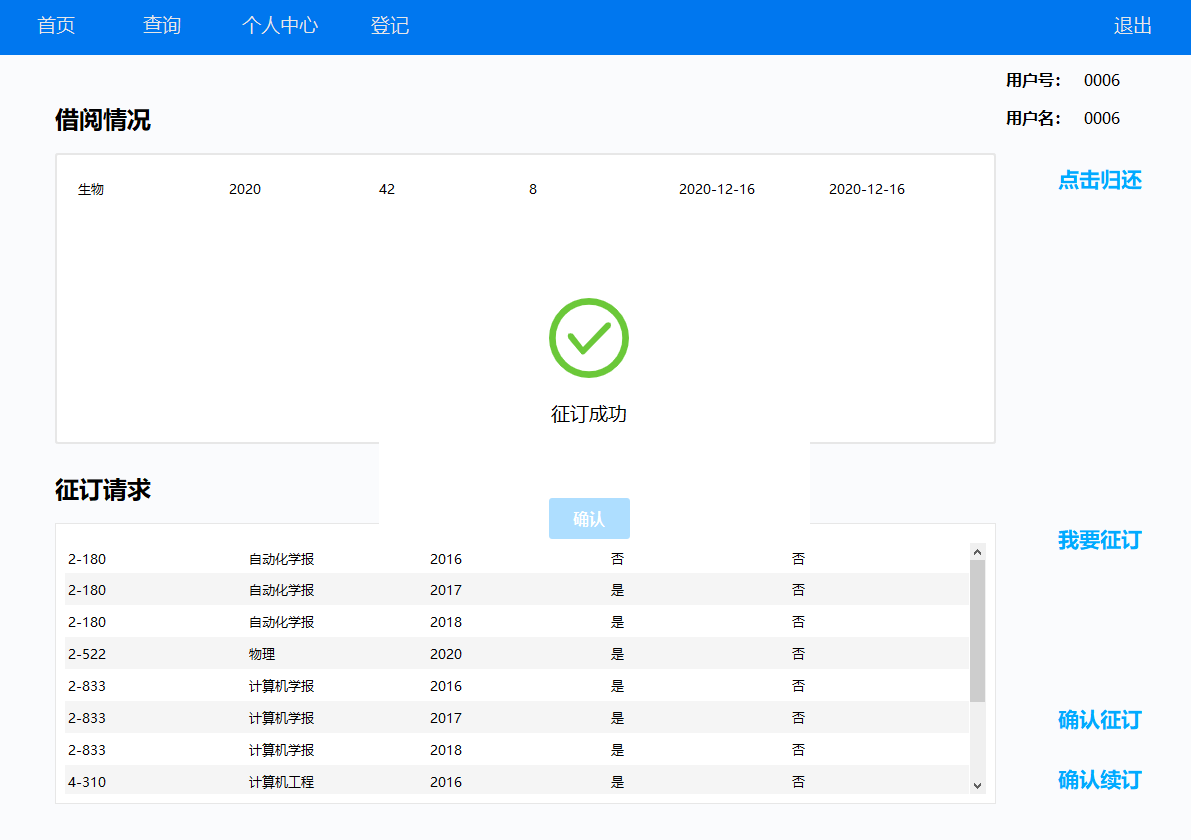 首页 查询 个人中心 登记 退出
用户号： 0006
借阅情况
用户名： 0006
生物 2020 42 8 2020-12-16 2020-12-16
点击归还
征订成功
征订请求
确认
我要征订
2-180 自动化学报 2016 否 否
2-180 自动化学报 2017 是 否
2-180 自动化学报 2018 是 否
2-522 物理 2020 是 否
2-833 计算机学报 2016 是 否
2-833 计算机学报 2017 是 否
确认征订
2-833 计算机学报 2018 是 否
4-310 计算机工程 2016 是 否
确认续订